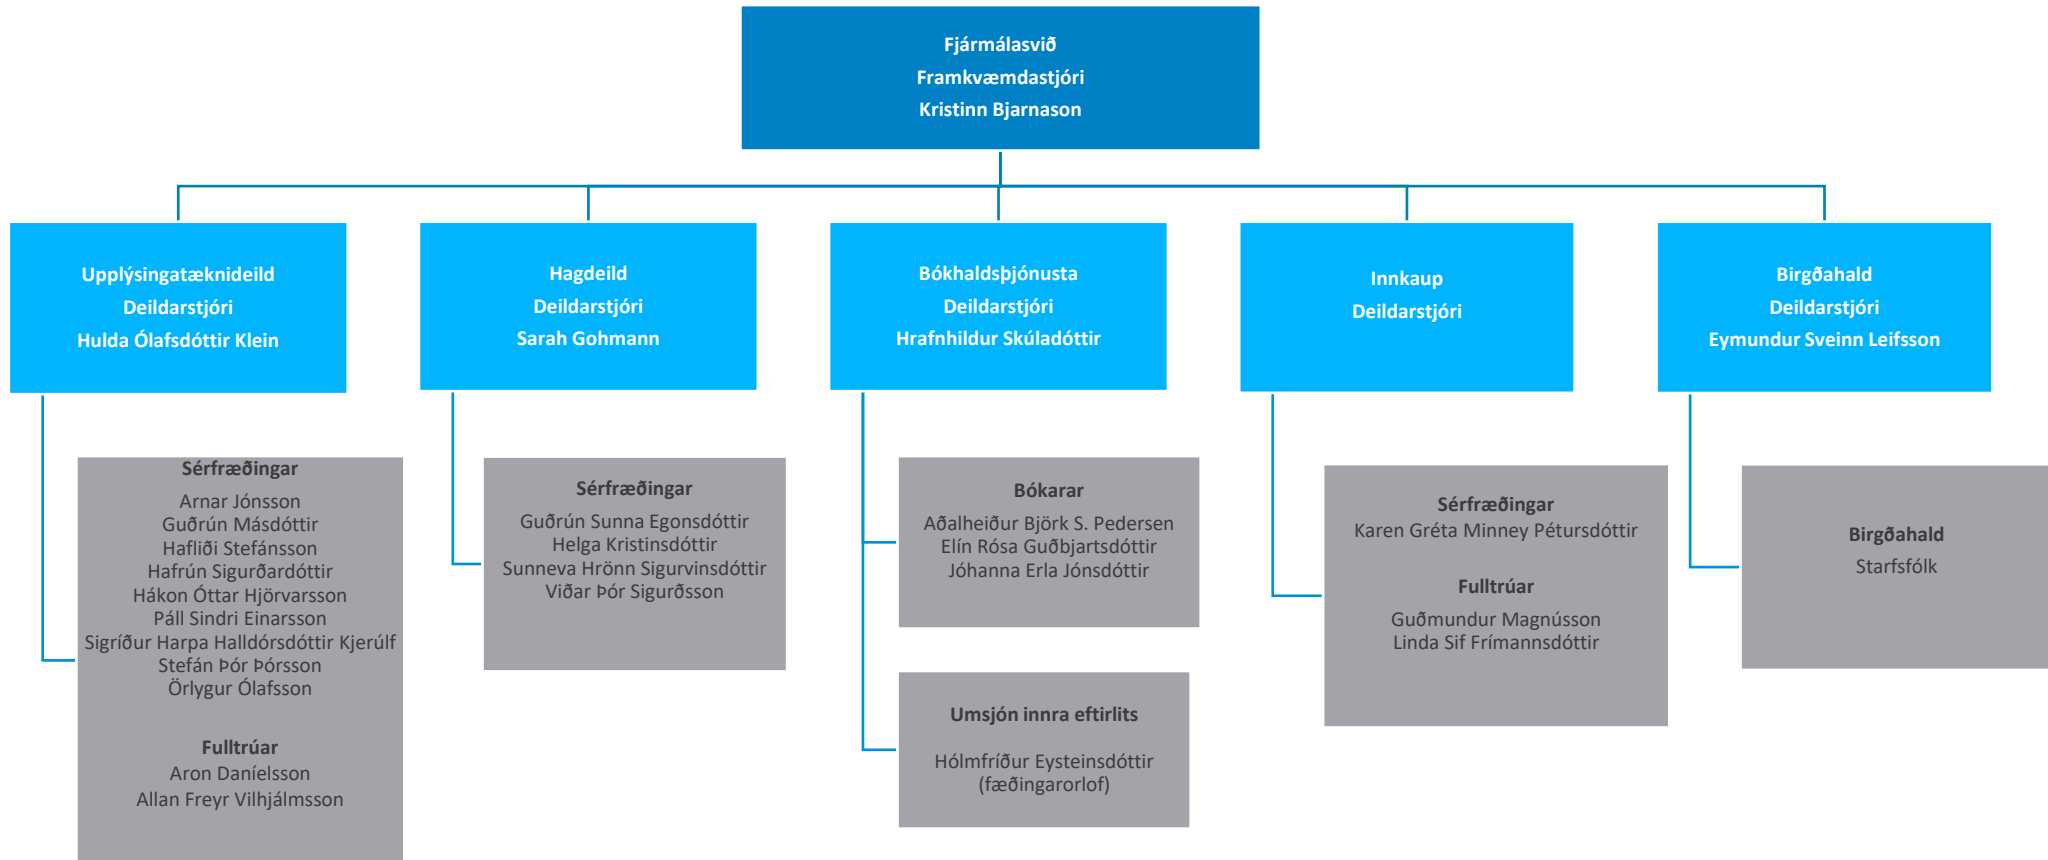 Fjármálasvið
Framkvæmdastjóri
Kristinn Bjarnason
Upplýsingatæknideild
Deildarstjóri
Hulda Ólafsdóttir Klein
Hagdeild
Deildarstjóri
Sarah Gohmann
Bókhaldsþjónusta
Deildarstjóri
Hrafnhildur Skúladóttir
Innkaup
Deildarstjóri
Birgðahald
Deildarstjóri
Eymundur Sveinn Leifsson
Sérfræðingar
Arnar Jónsson
Guðrún Másdóttir
Hafliði Stefánsson
Hafrún Sigurðardóttir
Hákon Óttar Hjörvarsson
Páll Sindri Einarsson
Sigríður Harpa Halldórsdóttir Kjerúlf
Stefán Þór Þórsson
Örlygur Ólafsson
Fulltrúar
Aron Daníelsson
Allan Freyr Vilhjálmsson
Sérfræðingar
Guðrún Sunna Egonsdóttir
Helga Kristinsdóttir
Sunneva Hrönn Sigurvinsdóttir
Viðar Þór Sigurðsson
Bókarar
Aðalheiður Björk S. Pedersen
Elín Rósa Guðbjartsdóttir
Jóhanna Erla Jónsdóttir
Umsjón innra eftirlits
Hólmfríður Eysteinsdóttir
(fæðingarorlof)
Sérfræðingar
Karen Gréta Minney Pétursdóttir
Fulltrúar
Guðmundur Magnússon
Linda Sif Frímannsdóttir
Birgðahald
Starfsfólk